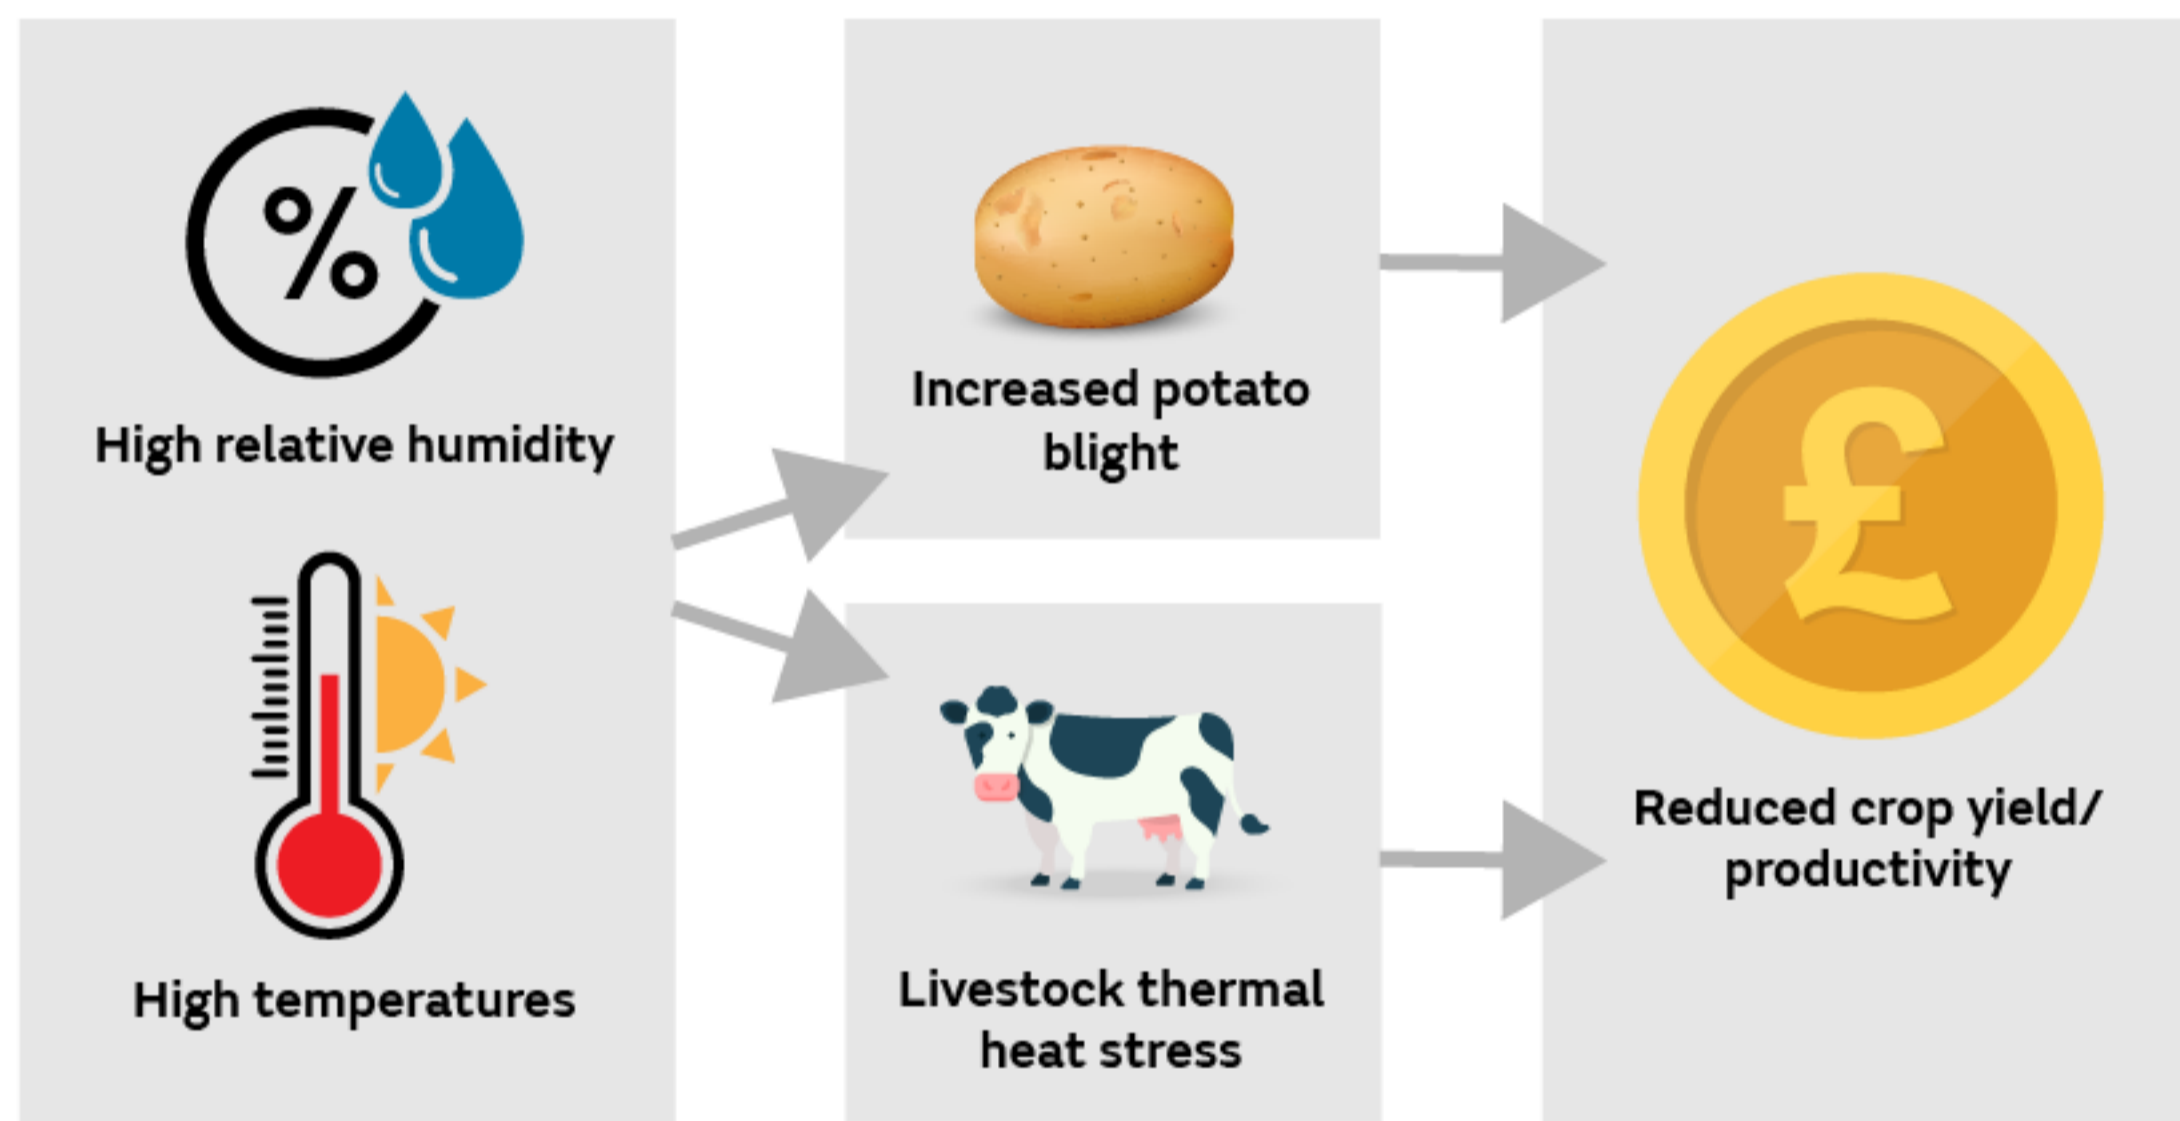 %
High relative humidity
High temperatures
Increased potato
blight
Livestock thermal
heat stress
£
Reduced crop yield/
productivity